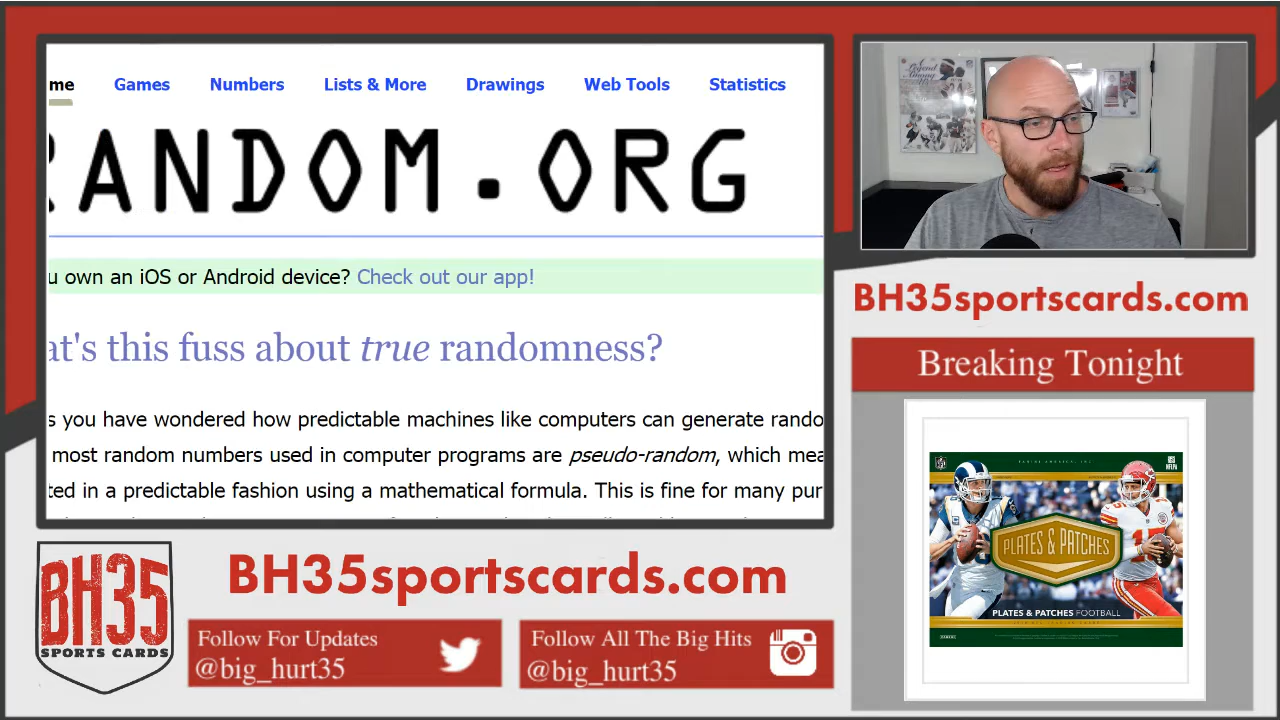 me Games Numbers Lists & More Drawings Web Tools Statistics
RANDOM.ORG
u own an iOS or Android device? Check out our app!
at's this fuss about true randomness?
s you have wondered how predictable machines like computers can generate rando
most random numbers used in computer programs are pseudo-random, which mea
ted in a predictable fashion using a mathematical formula. This is fine for many pur
BH35sportscards.com
Breaking Tonight
PLATES & PATCHES
PLATES & PATCHES FOOTBALL
BH35
SPORTS CARDS
BH35sportscards.com
Follow For Updates
@big_hurt35
Follow All The Big Hits
@big_hurt35